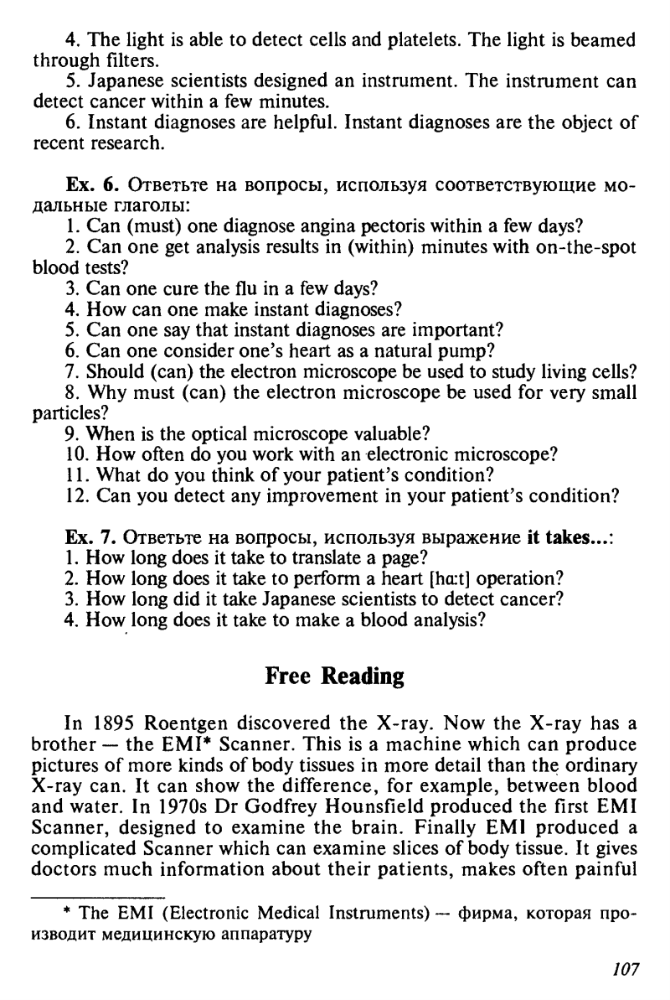 4. The light is able to detect cells and platelets. The light is beamed
through filters.
5. Japanese scientists designed an instrument. The instrument can
detect cancer within a few minutes.
6. Instant diagnoses are helpful. Instant diagnoses are the object of
recent research.
Ex. 6. Ответьте на вопросы, используя соответствующие мо-
дальные глаголы:
1. Can (must) one diagnose angina pectoris within a few days?
2. Can one get analysis results in (within) minutes with on-the-spot
blood tests?
3. Can one cure the flu in a few days?
4. How can one make instant diagnoses?
5. Can one say that instant diagnoses are important?
6. Can one consider one's heart as a natural pump?
7. Should (can) the electron microscope be used to study living cells?
8. Why must (can) the electron microscope be used for very small
particles?
9. When is the optical microscope valuable?
10. How often do you work with an electronic microscope?
11. What do you think of your patient's condition?
12. Can you detect any improvement in your patient's condition?
Ex. 7. Ответьте на вопросы, используя выражение it takes...:
1. How long does it take to translate a page?
2. How long does it take to perform a heart [hɑ:t] operation?
3. How long did it take Japanese scientists to detect cancer?
4. How long does it take to make a blood analysis?
Free Reading
In 1895 Roentgen discovered the X-ray. Now the X-ray has a
brother — the EMI* Scanner. This is a machine which can produce
pictures of more kinds of body tissues in more detail than the ordinary
X-ray can. It can show the difference, for example, between blood
and water. In 1970s Dr Godfrey Hounsfield produced the first EMI
Scanner, designed to examine the brain. Finally EMI produced a
complicated Scanner which can examine slices of body tissue. It gives
doctors much information about their patients, makes often painful
* The EMI (Electronic Medical Instruments) — фирма, которая про-
изводит медицинскую аппаратуру
107